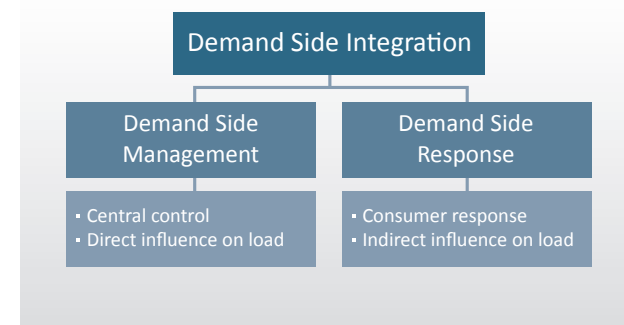 Demand Side Integration
Demand Side
Management
Demand Side
Response
▪ Central control
▪ Direct influence on load
▪ Consumer response
▪ Indirect influence on load